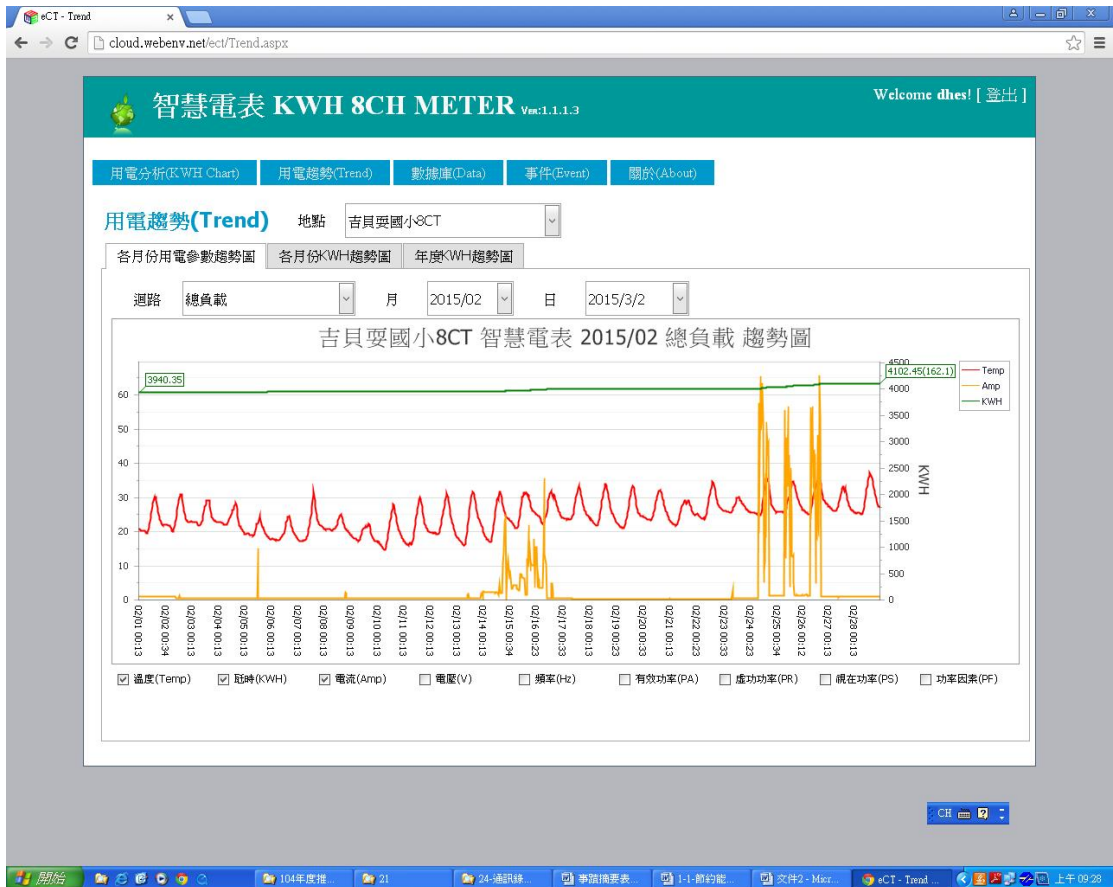 eCT - Trend
cloud.webenv.net/ect/Trend.aspx
智慧電表 KWH 8CH METER Ver:1.1.1.3
Welcome dhes! [ 登出 ]
用電分析(KWH Chart) 用電趨勢(Trend) 數據庫(Data) 事件(Event) 關於(About)
用電趨勢(Trend) 地點 吉貝耍國小8CT
各月份用電參數趨勢圖 各月份KWH趨勢圖 年度KWH趨勢圖
迴路 總負載 月 2015/02 日 2015/3/2
吉貝耍國小8CT 智慧電表 2015/02 總負載 趨勢圖
3940.35
4102.45(162.1)
60
50
40
30
20
10
0
4500
4000
3500
3000
2500
2000
1500
1000
500
0
KWH
Temp
Amp
KWH
02/01 00:13
02/02 00:34
02/03 00:13
02/04 00:13
02/05 00:13
02/06 00:13
02/07 00:13
02/08 00:13
02/09 00:13
02/10 00:13
02/11 00:13
02/12 00:13
02/13 00:13
02/14 00:13
02/15 00:34
02/16 00:23
02/17 00:33
02/18 00:13
02/19 00:23
02/20 00:33
02/21 00:13
02/22 00:23
02/23 00:33
02/24 00:13
02/25 00:34
02/26 00:12
02/27 00:13
02/28 00:13
溫度(Temp) 瓩時(KWH) 電流(Amp) 電壓(V) 頻率(Hz) 有效功率(PA) 虛功功率(PR) 視在功率(PS) 功率因素(PF)
CH
開始 104年度推... 21 24-通訊錄... 事蹟摘要表... 1-1-節約能... 文件2 - Micr... eCT - Trend ... 上午 09:28